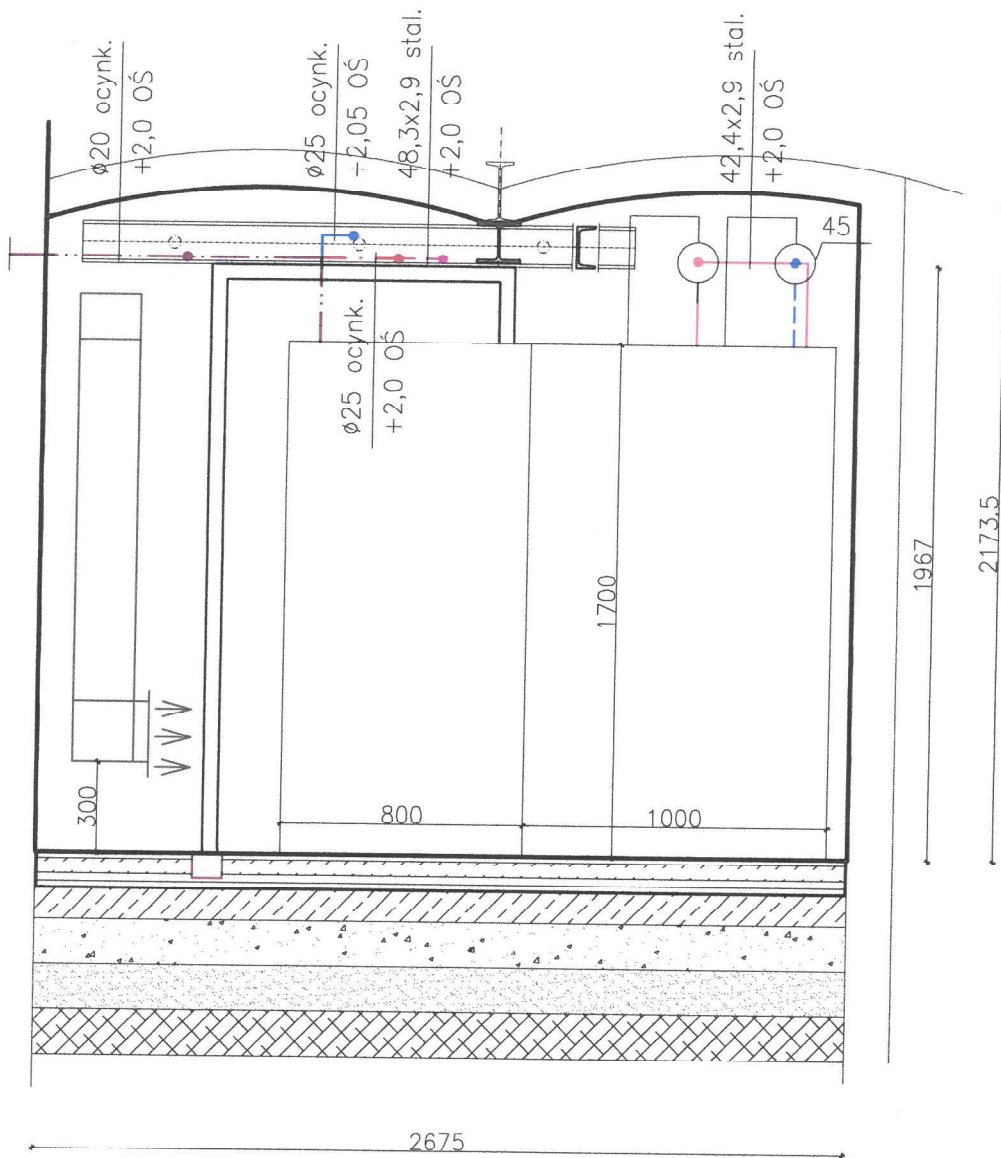 ø20 ocynk.
+2,0 OŚ
ø25 ocynk.
+2,05 OŚ
48,3x2,9 stal.
+2,0 OŚ
42,4x2,9 stal.
+2,0 OŚ
45
ø25 ocynk.
+2,0 OŚ
1967
2173.5
1700
300
800
1000
2675